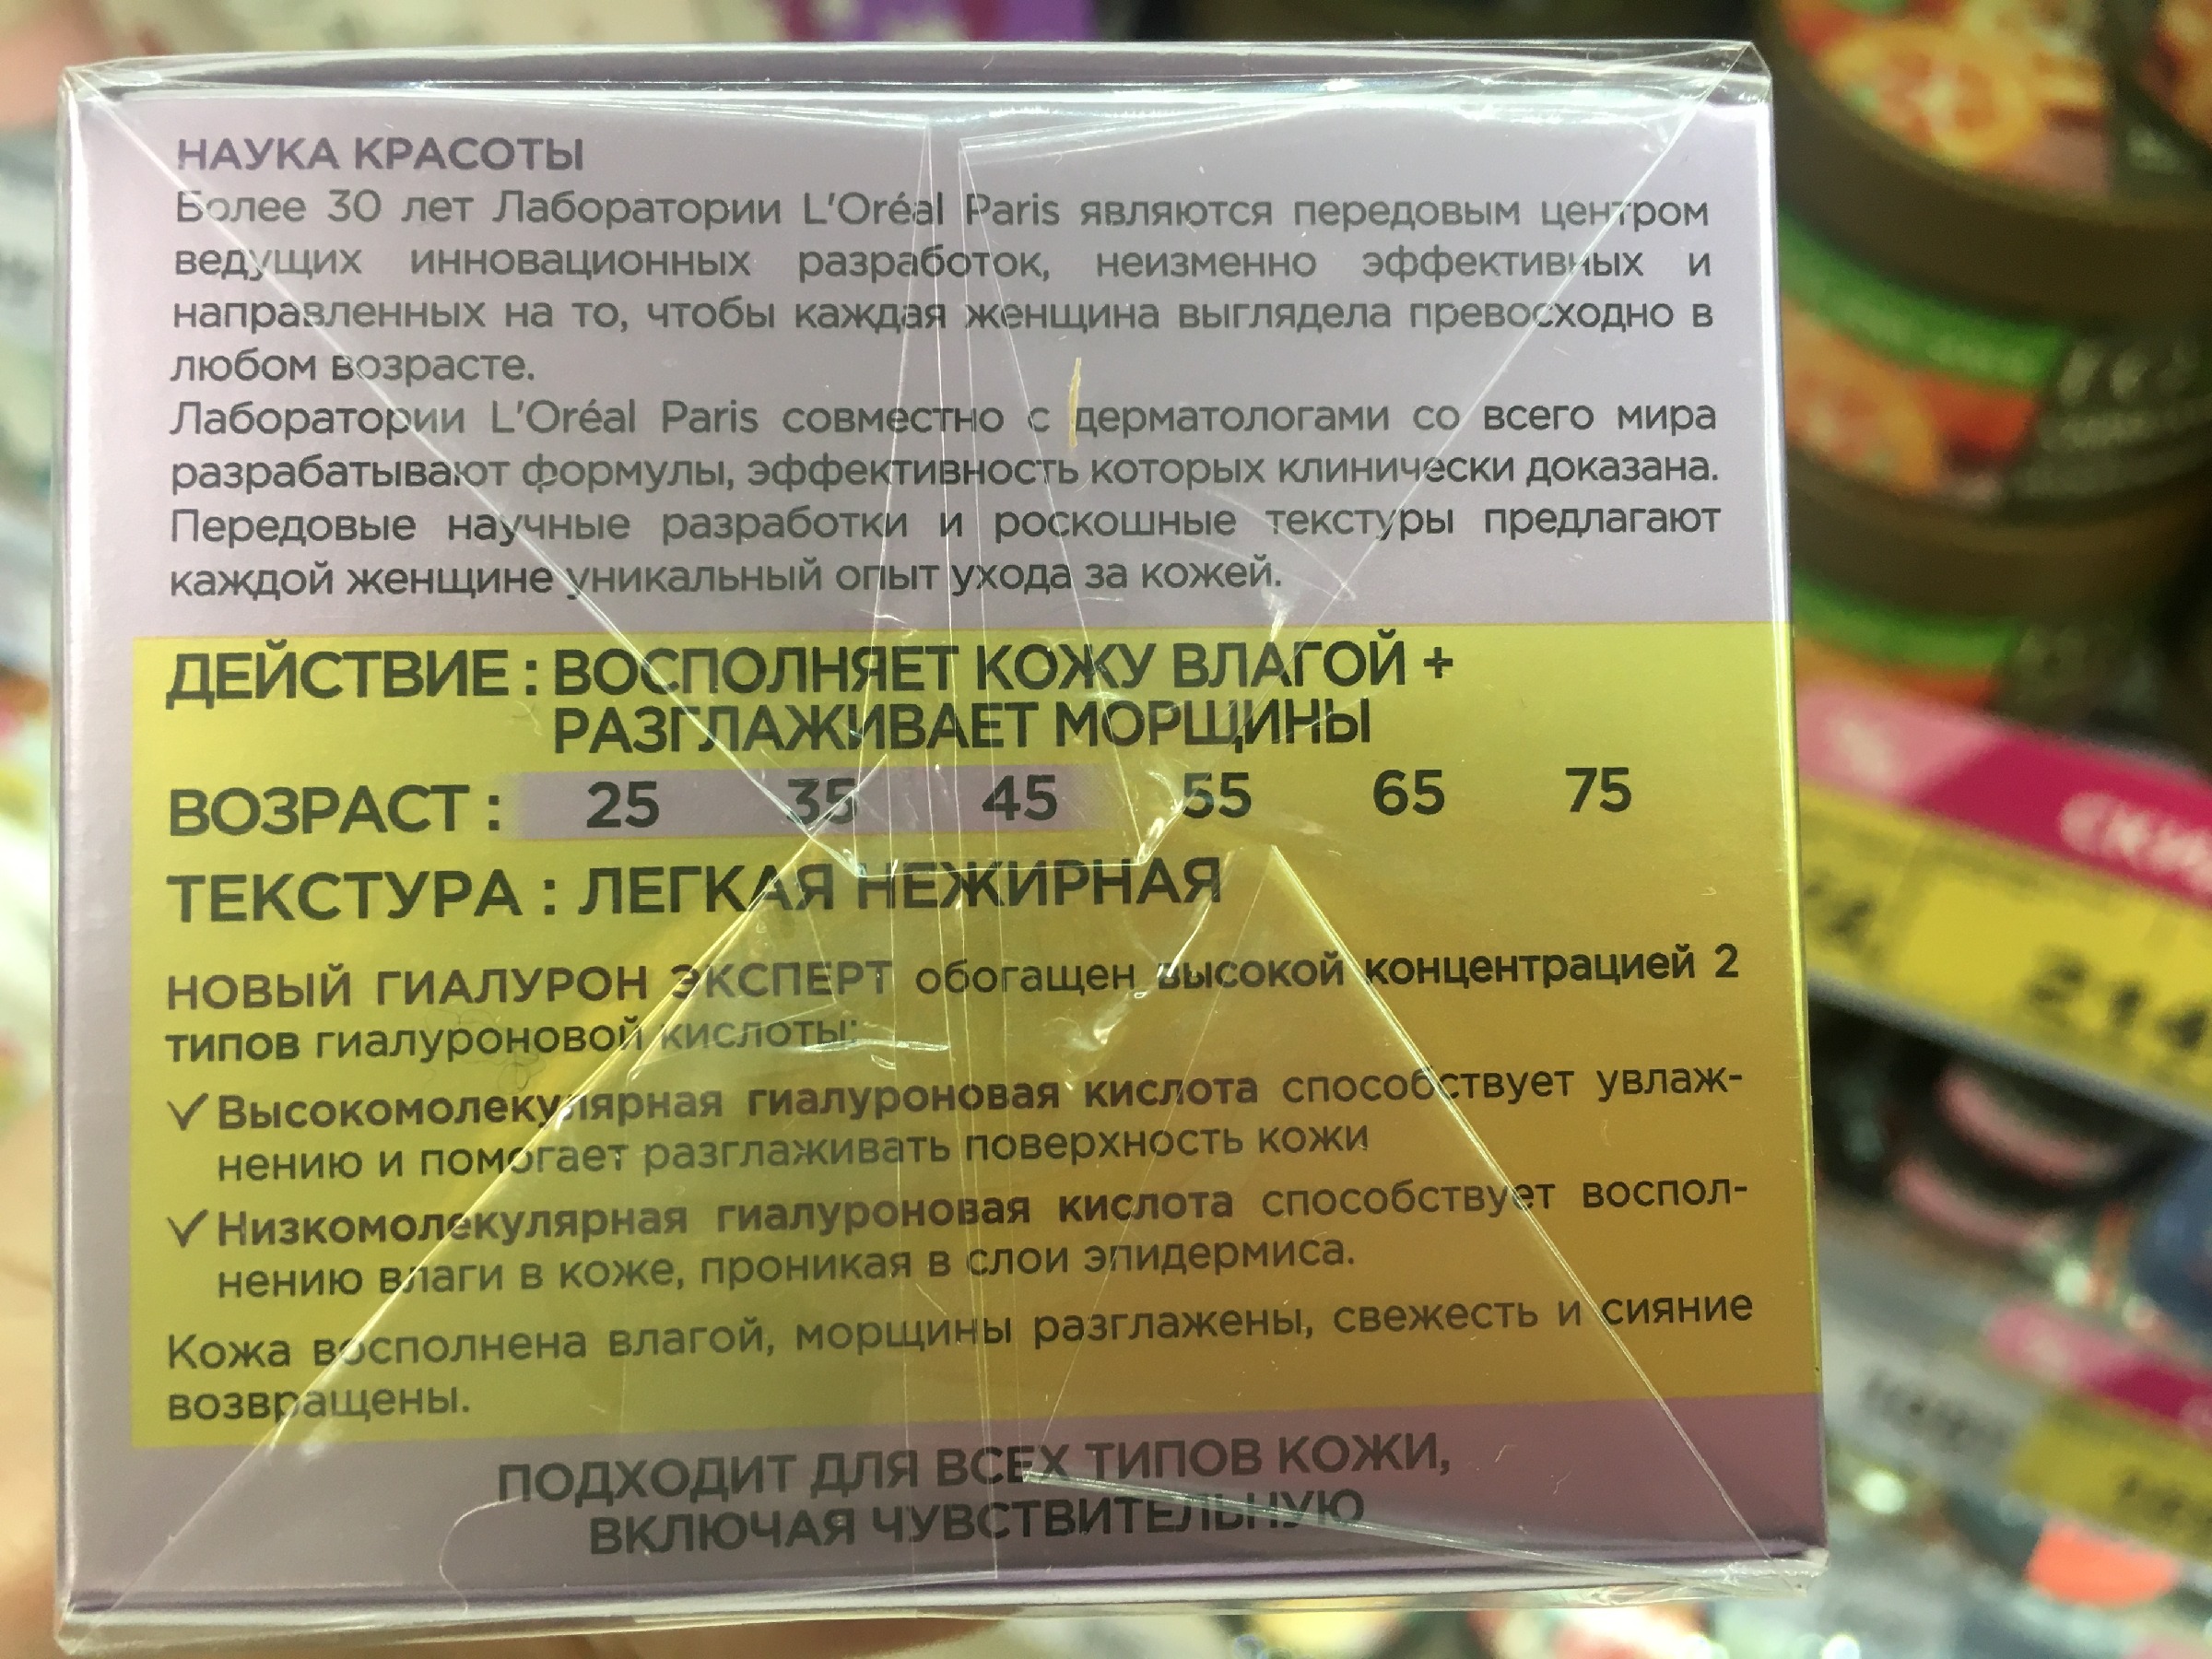 НАУКА КРАСОТЫ
Более 30 лет Лаборатории L'Oréal Paris являются передовым центром
ведущих инновационных разработок, неизменно эффективных и
направленных на то, чтобы каждая женщина выглядела превосходно в
любом возрасте.
Лаборатории L'Oréal Paris совместно с дерматологами со всего мира
разрабатывают формулы, эффективность которых клинически доказана.
Передовые научные разработки и роскошные текстуры предлагают
каждой женщине уникальный опыт ухода за кожей.
ДЕЙСТВИЕ : ВОСПОЛНЯЕТ КОЖУ ВЛАГОЙ +
РАЗГЛАЖИВАЕТ МОРЩИНЫ
ВОЗРАСТ : 25 35 45 55 65 75
ТЕКСТУРА : ЛЕГКАЯ НЕЖИРНАЯ
НОВЫЙ ГИАЛУРОН ЭКСПЕРТ обогащен высокой концентрацией 2
типов гиалуроновой кислоты:
✓ Высокомолекулярная гиалуроновая кислота способствует увлаж-
нению и помогает разглаживать поверхность кожи
✓ Низкомолекулярная гиалуроновая кислота способствует воспол-
нению влаги в коже, проникая в слои эпидермиса.
Кожа восполнена влагой, морщины разглажены, свежесть и сияние
возвращены.
ПОДХОДИТ ДЛЯ ВСЕХ ТИПОВ КОЖИ,
ВКЛЮЧАЯ ЧУВСТВИТЕЛЬНУЮ
214